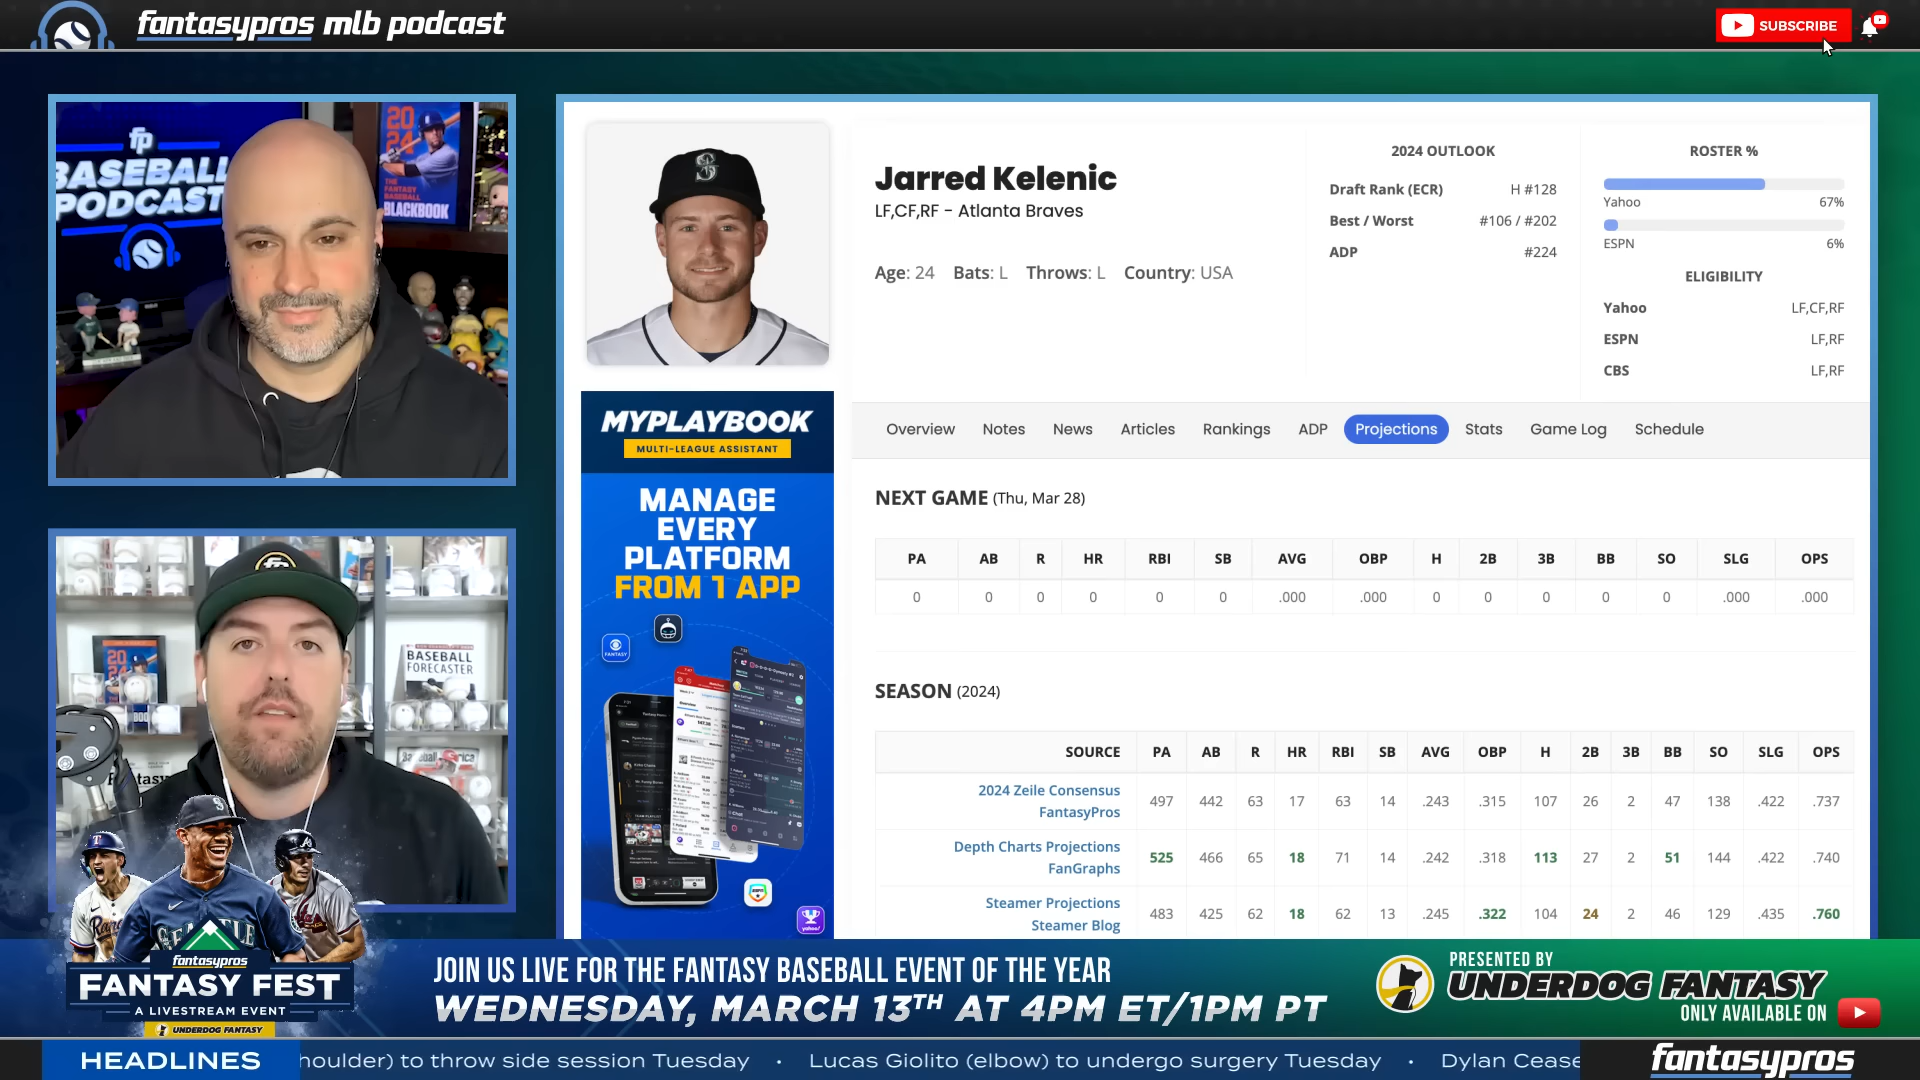 fantasypros mlb podcast
SUBSCRIBE
fp
BASEBALL
PODCAST
2024
THE
FANTASY
BASEBALL
BLACKBOOK
BASEBALL
FORECASTER
Jarred Kelenic
LF,CF,RF - Atlanta Braves
Age: 24 Bats: L Throws: L Country: USA
2024 OUTLOOK
Draft Rank (ECR) H #128
Best / Worst #106 / #202
ADP #224
ROSTER %
Yahoo 67%
ESPN 6%
ELIGIBILITY
Yahoo LF,CF,RF
ESPN LF,RF
CBS LF,RF
MYPLAYBOOK
MULTI-LEAGUE ASSISTANT
MANAGE
EVERY
PLATFORM
FROM 1 APP
FANTASY
yahoo!
Overview Notes News Articles Rankings ADP Projections Stats Game Log Schedule
NEXT GAME (Thu, Mar 28)
PA AB R HR RBI SB AVG OBP H 2B 3B BB SO SLG OPS
0 0 0 0 0 0 .000 .000 0 0 0 0 0 .000 .000
SEASON (2024)
SOURCE PA AB R HR RBI SB AVG OBP H 2B 3B BB SO SLG OPS
2024 Zeile Consensus
FantasyPros
497 442 63 17 63 14 .243 .315 107 26 2 47 138 .422 .737
Depth Charts Projections
FanGraphs
525 466 65 18 71 14 .242 .318 113 27 2 51 144 .422 .740
Steamer Projections
Steamer Blog
483 425 62 18 62 13 .245 .322 104 24 2 46 129 .435 .760
fantasypros
FANTASY FEST
- A LIVESTREAM EVENT -
UNDERDOG FANTASY
JOIN US LIVE FOR THE FANTASY BASEBALL EVENT OF THE YEAR
WEDNESDAY, MARCH 13TH AT 4PM ET/1PM PT
PRESENTED BY
UNDERDOG FANTASY
ONLY AVAILABLE ON
HEADLINES
houlder) to throw side session Tuesday • Lucas Giolito (elbow) to undergo surgery Tuesday • Dylan Cease
fantasypros